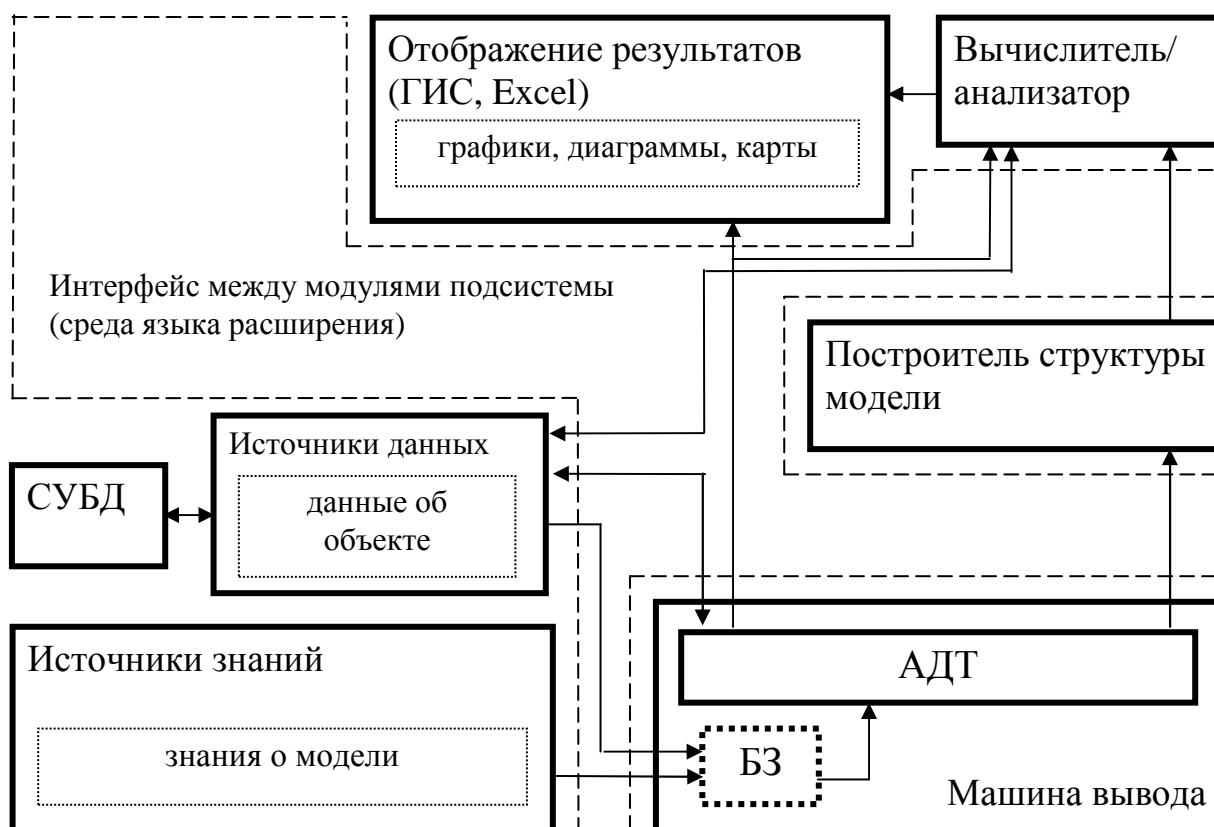 Отображение результатов
(ГИС, Excel)
графики, диаграммы, карты
Вычислитель/
анализатор
Интерфейс между модулями подсистемы
(среда языка расширения)
Построитель структуры
модели
Источники данных
данные об
объекте
СУБД
Источники знаний
знания о модели
АДТ
БЗ
Машина вывода